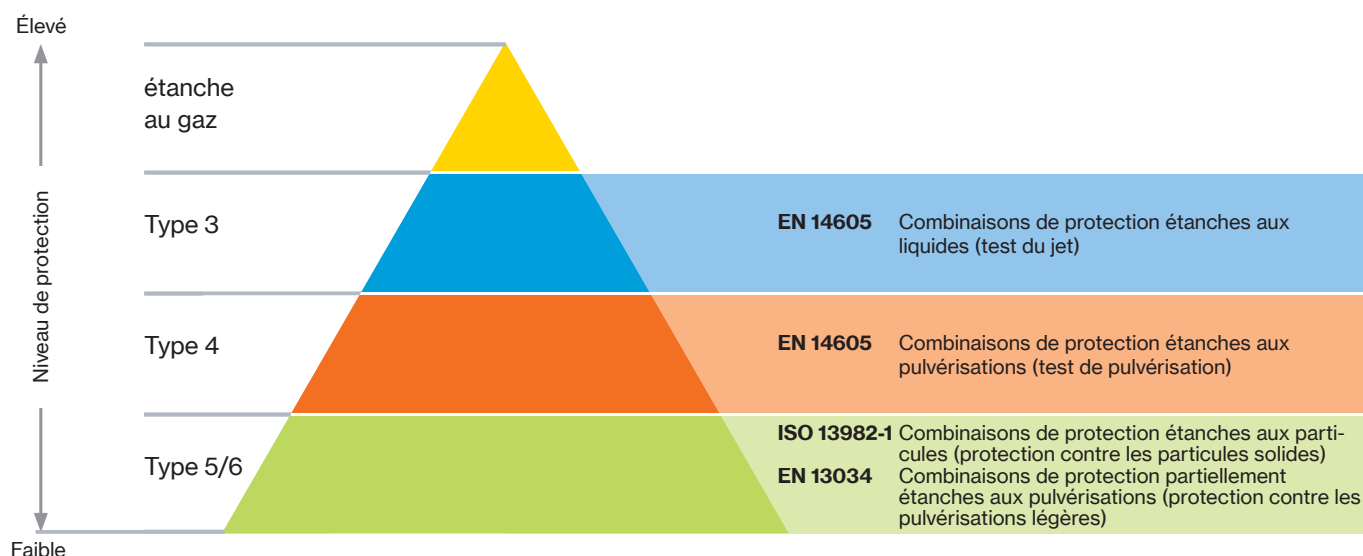 Élevé
étanche
au gaz
Niveau de protection
Type 3
EN 14605 Combinaisons de protection étanches aux
liquides (test du jet)
Type 4
EN 14605 Combinaisons de protection étanches aux
pulvérisations (test de pulvérisation)
Type 5/6
ISO 13982-1 Combinaisons de protection étanches aux parti-
cules (protection contre les particules solides)
EN 13034 Combinaisons de protection partiellement
étanches aux pulvérisations (protection contre les
pulvérisations légères)
Faible